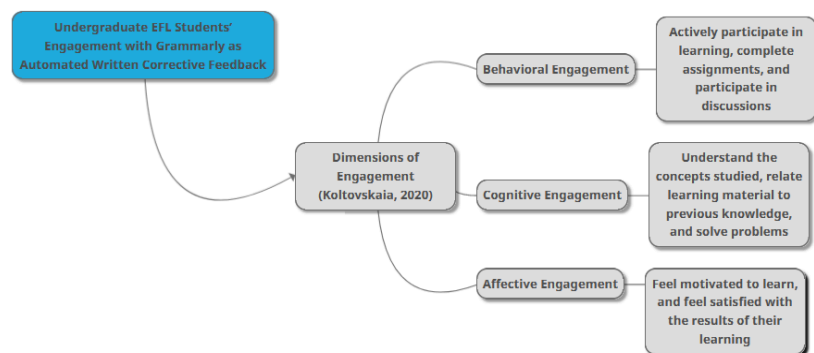 Undergraduate EFL Students'
Engagement with Grammarly as
Automated Written Corrective Feedback
Dimensions of
Engagement
(Koltovskaia, 2020)
Behavioral Engagement
Actively participate in
learning, complete
assignments, and
participate in
discussions
Cognitive Engagement
Understand the
concepts studied, relate
learning material to
previous knowledge,
and solve problems
Affective Engagement
Feel motivated to learn,
and feel satisfied with
the results of their
learning